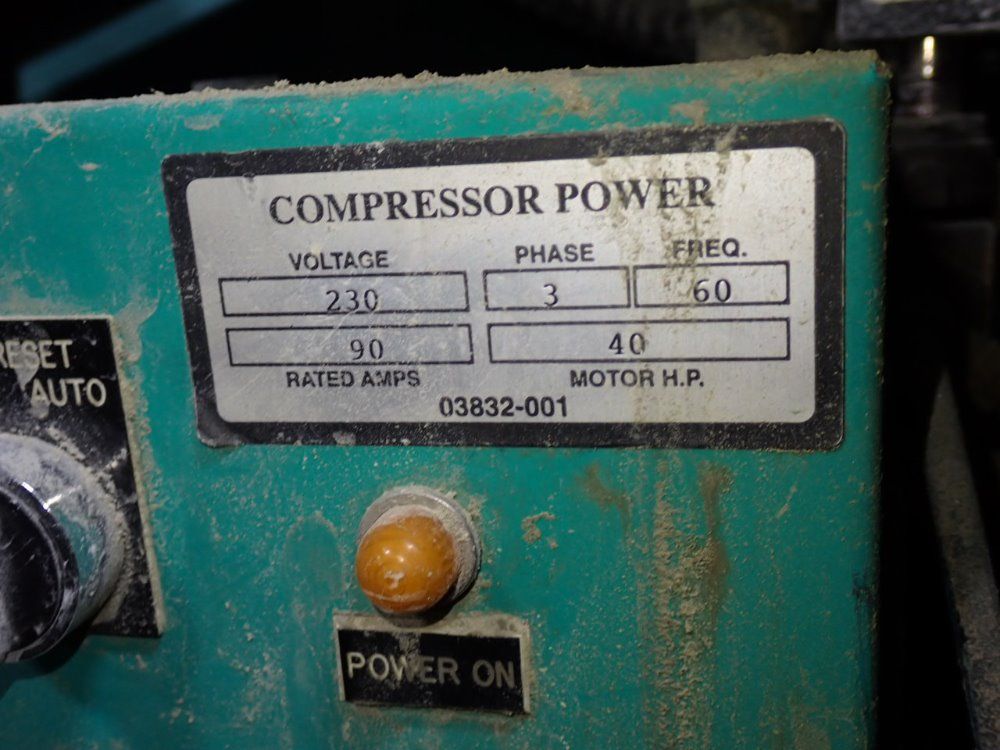 COMPRESSOR POWER
VOLTAGE PHASE FREQ.
230 3 60
90 40
RATED AMPS MOTOR H.P.
03832-001
RESET
AUTO
POWER ON